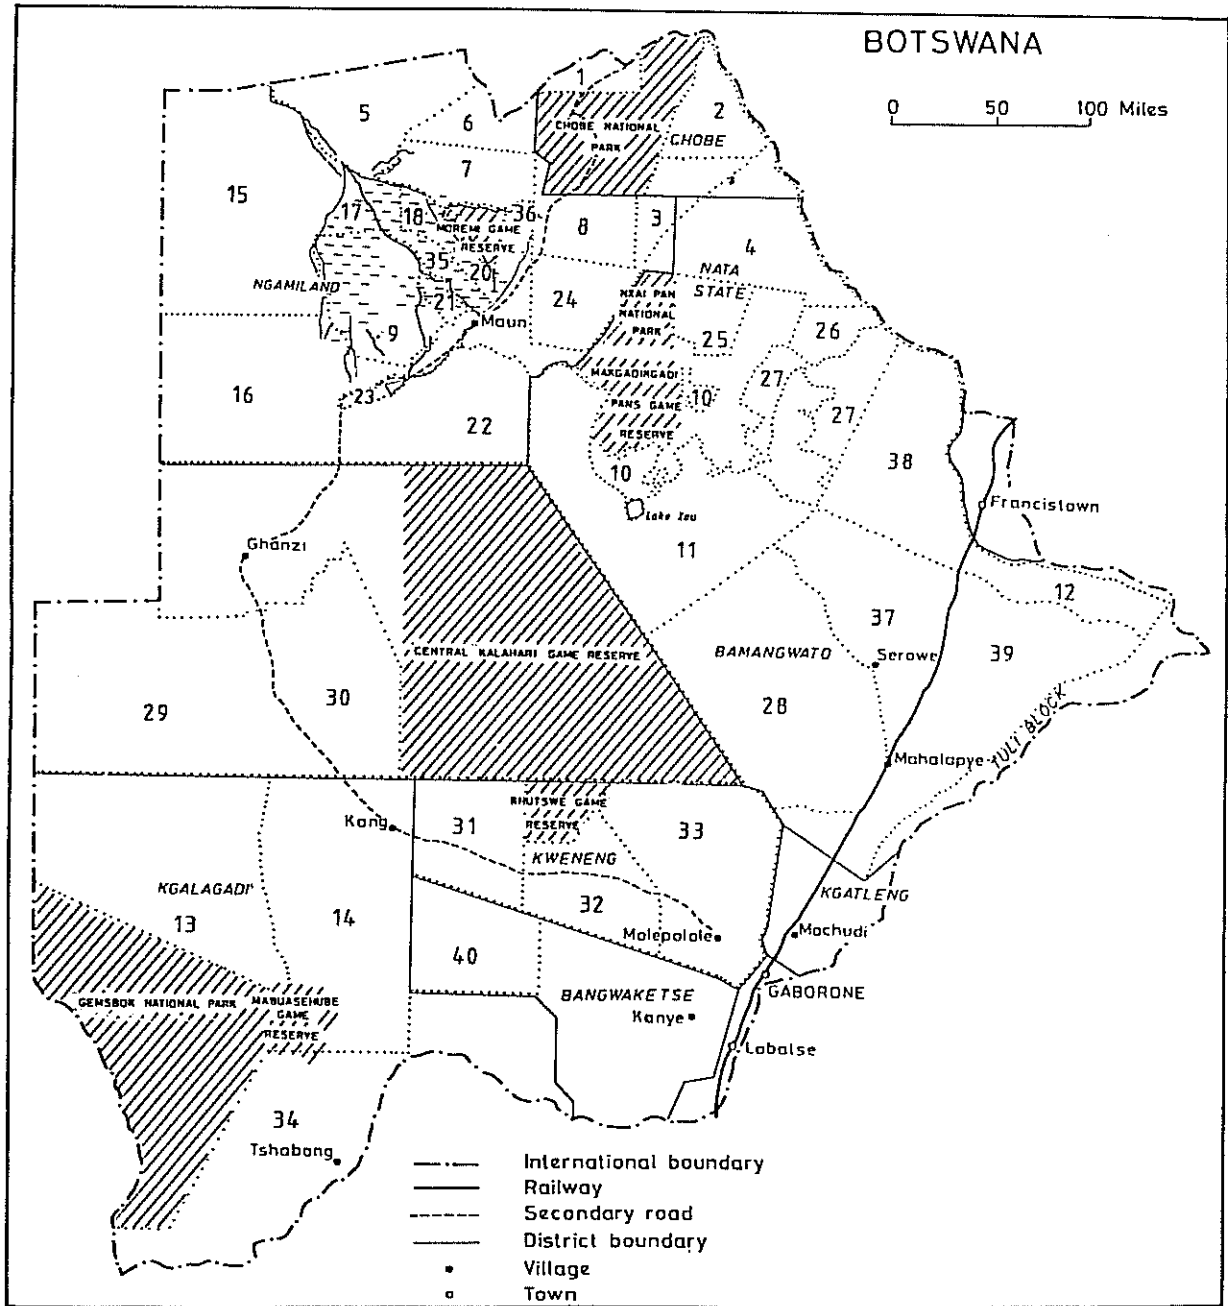 BOTSWANA
0 50 100 Miles
1
5
6
2
CHOBE NATIONAL
PARK
CHOBE
7
15
17
18
36
MOREMI GAME
RESERVE
8
3
4
35
20
NGAMILAND
21
24
NATA
STATE
NXAI PAN
NATIONAL
PARK
Maun
25
26
9
MAKGADINGADI
PANS GAME
RESERVE
10
27
27
16
23
22
10
Lake Xau
38
Francistown
11
Ghanzi
12
37
CENTRAL KALAHARI GAME RESERVE
BAMANGWATO
Serowe
39
29
30
28
TULI BLOCK
Mahalapye
KHUTSWE GAME
RESERVE
Kang
31
33
KWENENG
KGALAGADI
KGATLENG
13
14
32
Molepolole
Mochudi
40
GEMSBOK NATIONAL PARK
MABUASEHUBE
GAME
RESERVE
BANGWAKETSE
GABORONE
Kanye
Lobatse
34
Tshabong
International boundary
Railway
Secondary road
District boundary
Village
Town